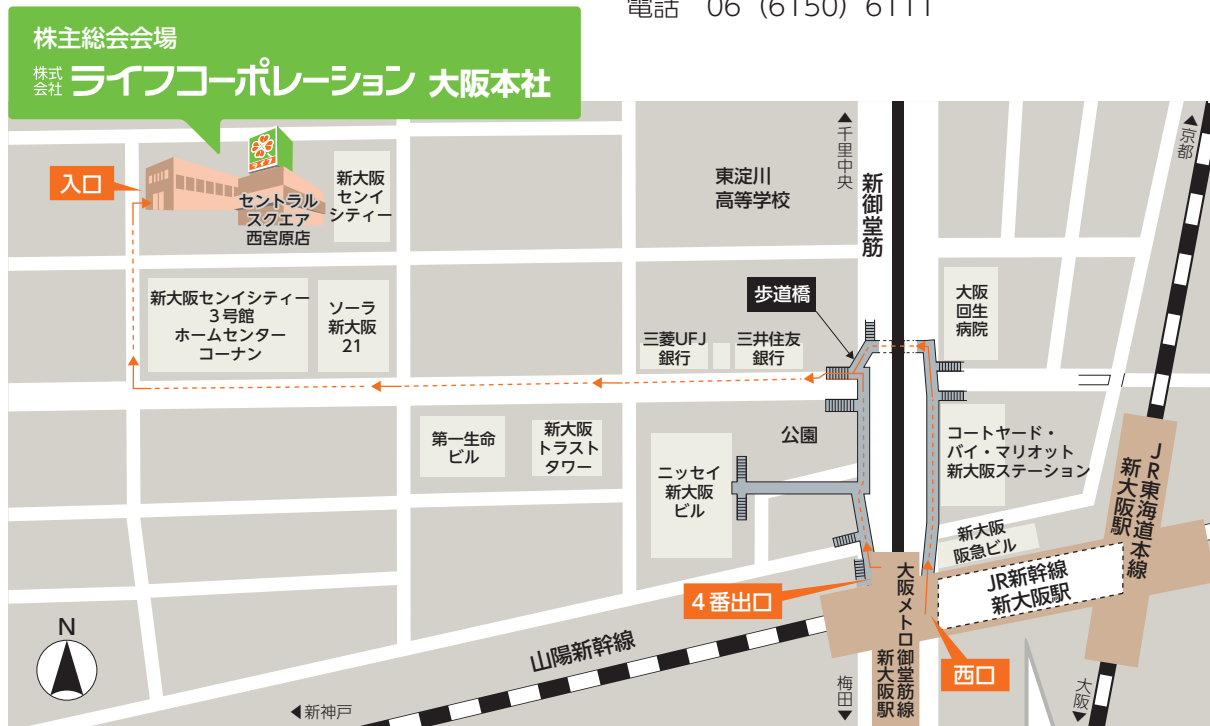 電話 06（6150）6111
株主総会会場
株式
会社
ライフコーポレーション 大阪本社
ライフ
入口
セントラル
スクエア
西宮原店
新大阪
センイ
シティー
東淀川
高等学校
▲千里中央
新御堂筋
▲京都
新大阪センイシティー
3号館
ホームセンター
コーナン
ソーラ
新大阪
21
三菱UFJ
銀行
三井住友
銀行
歩道橋
大阪
回生
病院
第一生命
ビル
新大阪
トラスト
タワー
ニッセイ
新大阪
ビル
公園
コートヤード・
バイ・マリオット
新大阪ステーション
JR東海道本線
新大阪駅
新大阪
阪急ビル
JR新幹線
新大阪駅
4番出口
大阪メトロ御堂筋線
新大阪駅
西口
N
山陽新幹線
◀新神戸
梅田▼
大阪▼